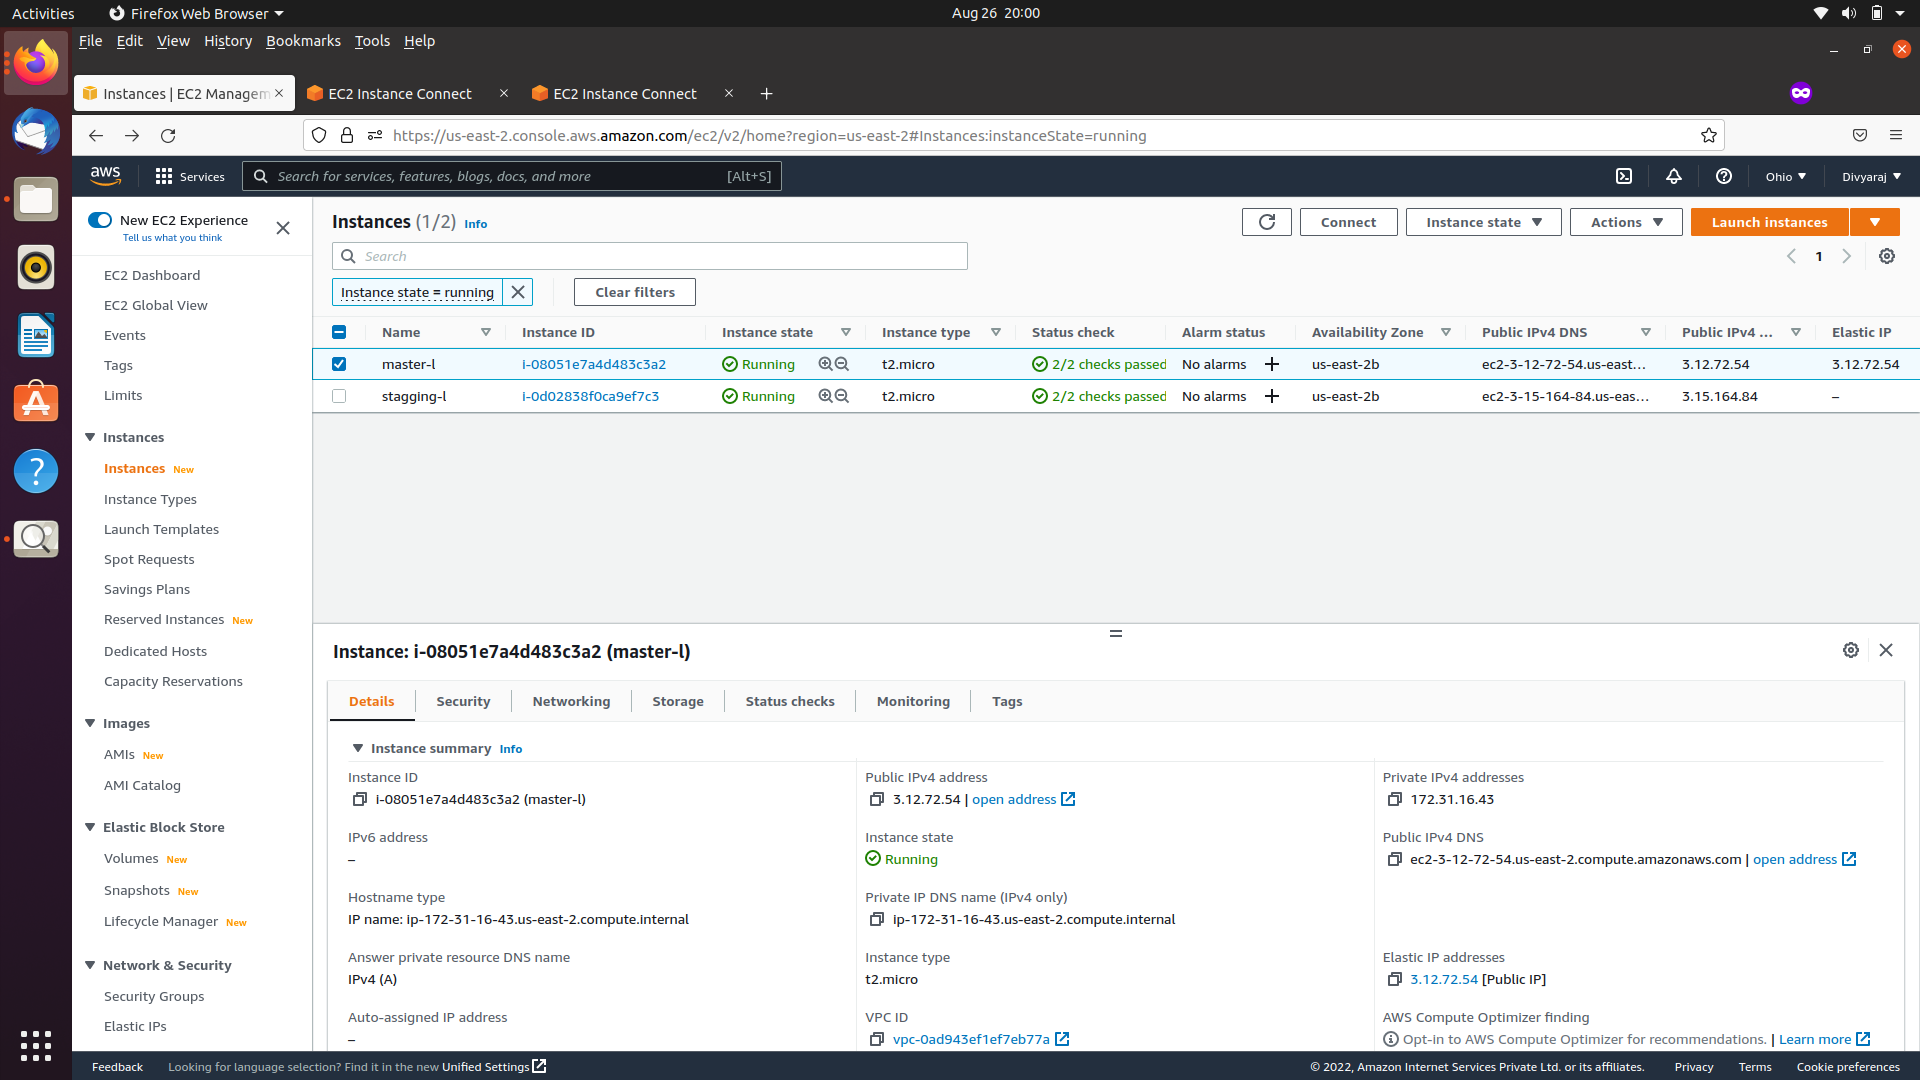 Activities
Firefox Web Browser
Aug 26 20:00
File Edit View History Bookmarks Tools Help
Instances | EC2 Managem
EC2 Instance Connect
EC2 Instance Connect
https://us-east-2.console.aws.amazon.com/ec2/v2/home?region=us-east-2#Instances:instanceState=running
aws
Services
Search for services, features, blogs, docs, and more [Alt+S]
Ohio
Divyaraj
New EC2 Experience
Tell us what you think
EC2 Dashboard
EC2 Global View
Events
Tags
Limits
Instances
Instances New
Instance Types
Launch Templates
Spot Requests
Savings Plans
Reserved Instances New
Dedicated Hosts
Capacity Reservations
Images
AMIs New
AMI Catalog
Elastic Block Store
Volumes New
Snapshots New
Lifecycle Manager New
Network & Security
Security Groups
Elastic IPs
Instances (1/2) Info
Connect
Instance state
Actions
Launch instances
Search
1
Instance state = running
Clear filters
Name Instance ID Instance state Instance type Status check Alarm status Availability Zone Public IPv4 DNS Public IPv4 ... Elastic IP
master-l i-08051e7a4d483c3a2 Running t2.micro 2/2 checks passed No alarms + us-east-2b ec2-3-12-72-54.us-east... 3.12.72.54 3.12.72.54
stagging-l i-0d02838f0ca9ef7c3 Running t2.micro 2/2 checks passed No alarms + us-east-2b ec2-3-15-164-84.us-eas... 3.15.164.84 –
Instance: i-08051e7a4d483c3a2 (master-l)
Details Security Networking Storage Status checks Monitoring Tags
Instance summary Info
Instance ID
i-08051e7a4d483c3a2 (master-l)
Public IPv4 address
3.12.72.54 | open address
Private IPv4 addresses
172.31.16.43
IPv6 address
–
Instance state
Running
Public IPv4 DNS
ec2-3-12-72-54.us-east-2.compute.amazonaws.com | open address
Hostname type
IP name: ip-172-31-16-43.us-east-2.compute.internal
Private IP DNS name (IPv4 only)
ip-172-31-16-43.us-east-2.compute.internal
Answer private resource DNS name
IPv4 (A)
Instance type
t2.micro
Elastic IP addresses
3.12.72.54 [Public IP]
Auto-assigned IP address
–
VPC ID
vpc-0ad943ef1ef7eb77a
AWS Compute Optimizer finding
Opt-in to AWS Compute Optimizer for recommendations. | Learn more
Feedback
Looking for language selection? Find it in the new Unified Settings
© 2022, Amazon Internet Services Private Ltd. or its affiliates.
Privacy Terms Cookie preferences